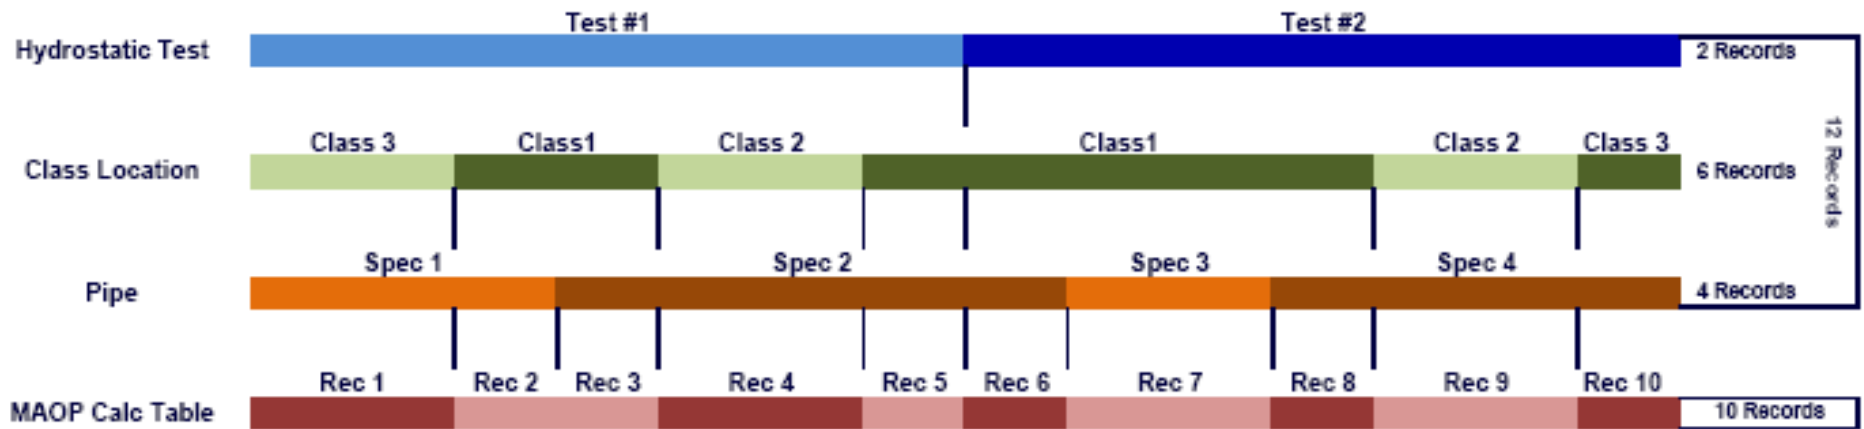 Test #1 Test #2
Hydrostatic Test 2 Records
12 Records
Class 3 Class1 Class 2 Class1 Class 2 Class 3
Class Location 6 Records
Spec 1 Spec 2 Spec 3 Spec 4
Pipe 4 Records
Rec 1 Rec 2 Rec 3 Rec 4 Rec 5 Rec 6 Rec 7 Rec 8 Rec 9 Rec 10
MAOP Calc Table 10 Records